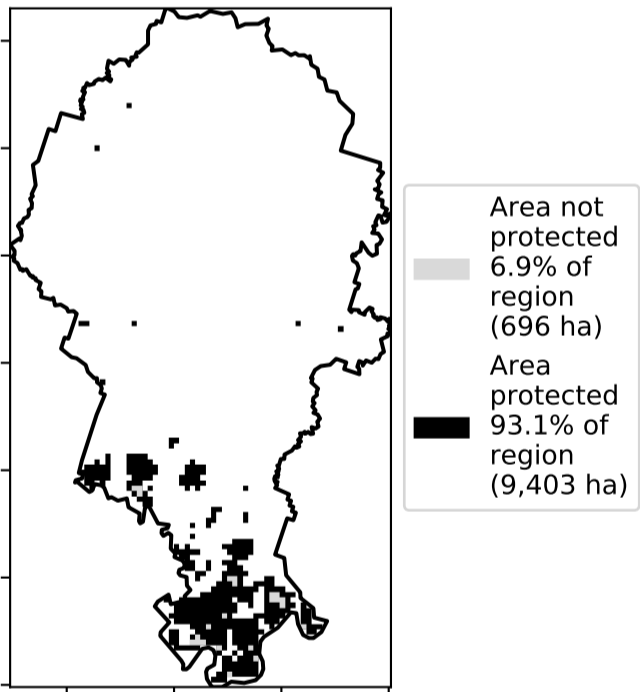 Area not
protected
6.9% of
region
(696 ha)
Area
protected
93.1% of
region
(9,403 ha)